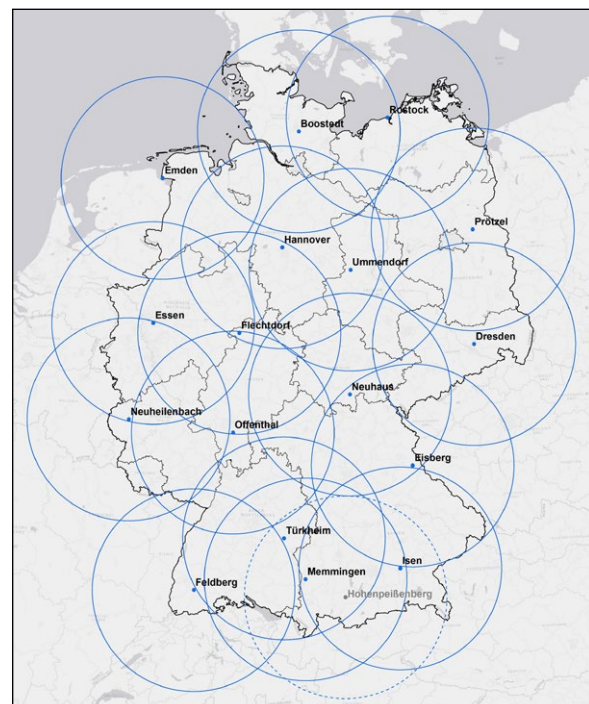 Rostock
Boostedt
Emden
Prötzel
Hannover
Ummendorf
Essen
Flechtdorf
Dresden
Neuhaus
Neuheilenbach
Offenthal
Eisberg
Türkheim
Isen
Memmingen
Feldberg
Hohenpeißenberg